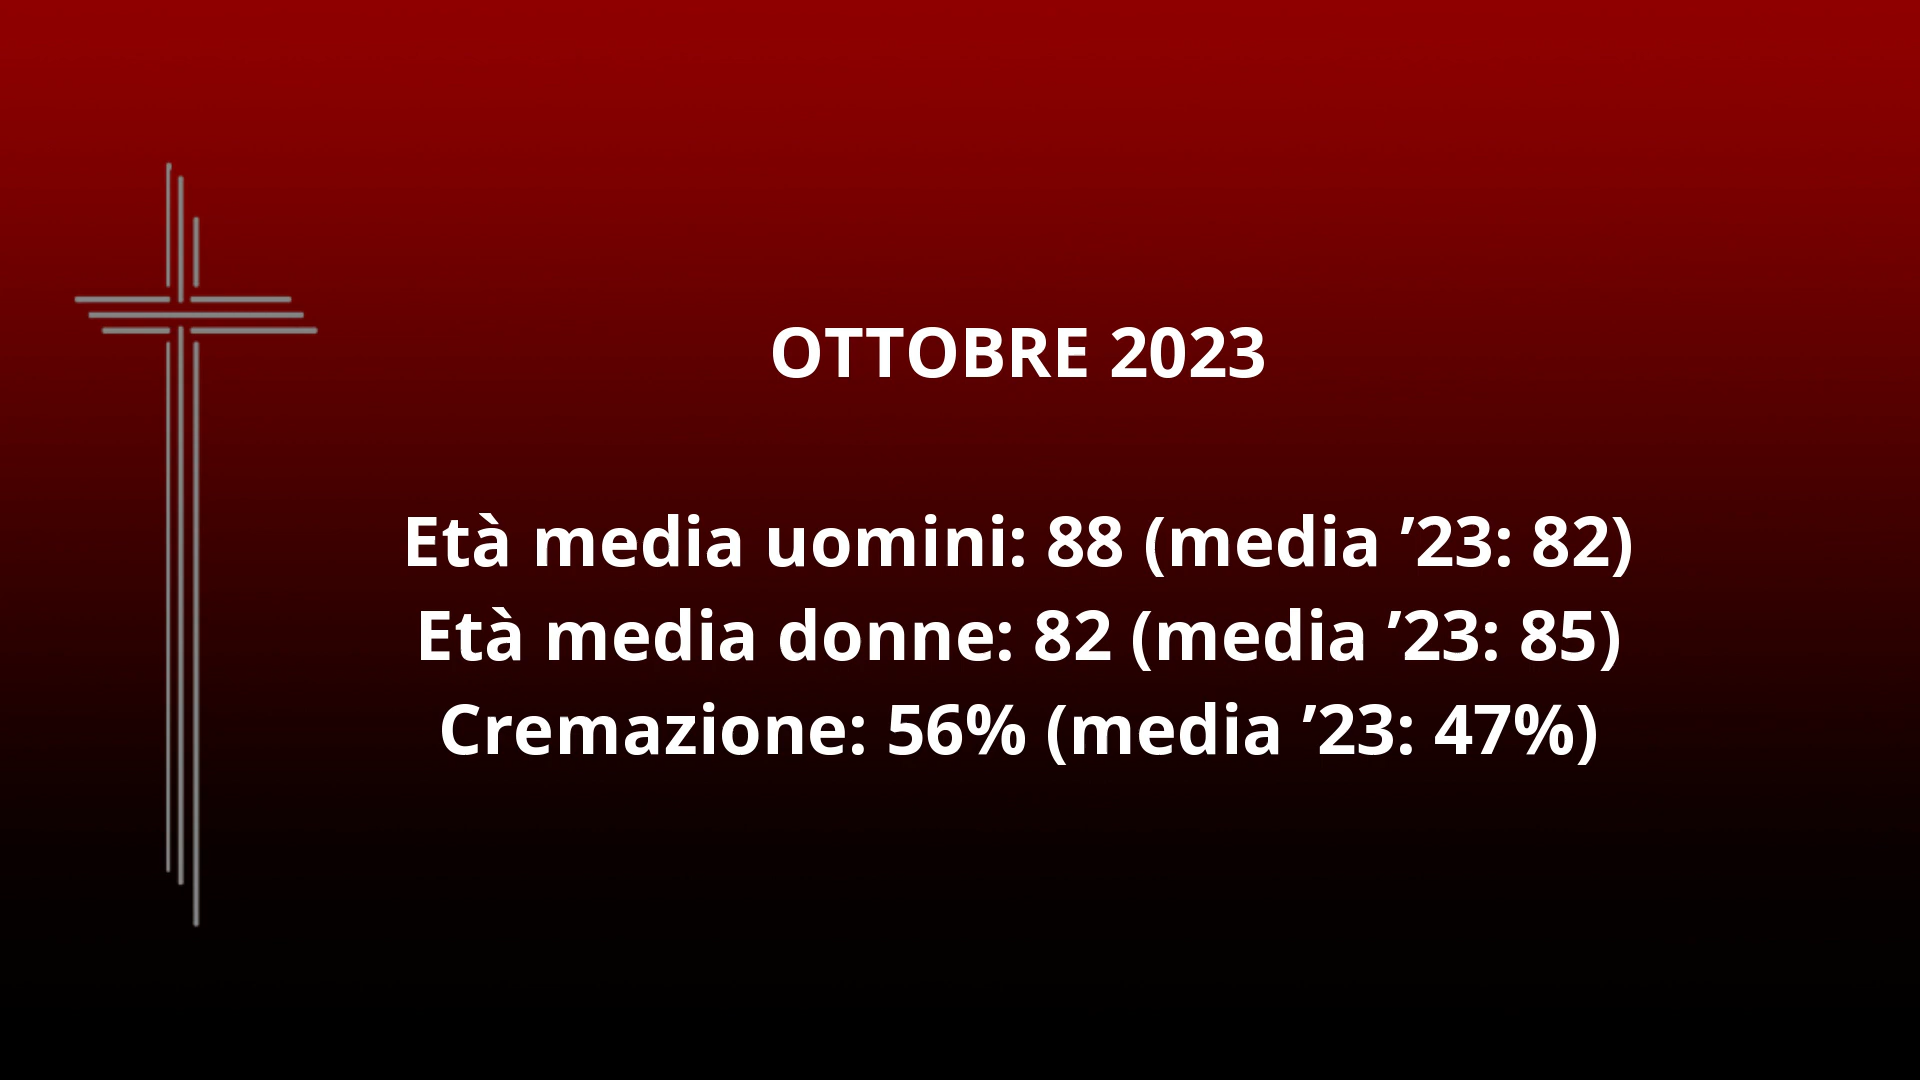 OTTOBRE 2023
Età media uomini: 88 (media ’23: 82)
Età media donne: 82 (media ’23: 85)
Cremazione: 56% (media ’23: 47%)